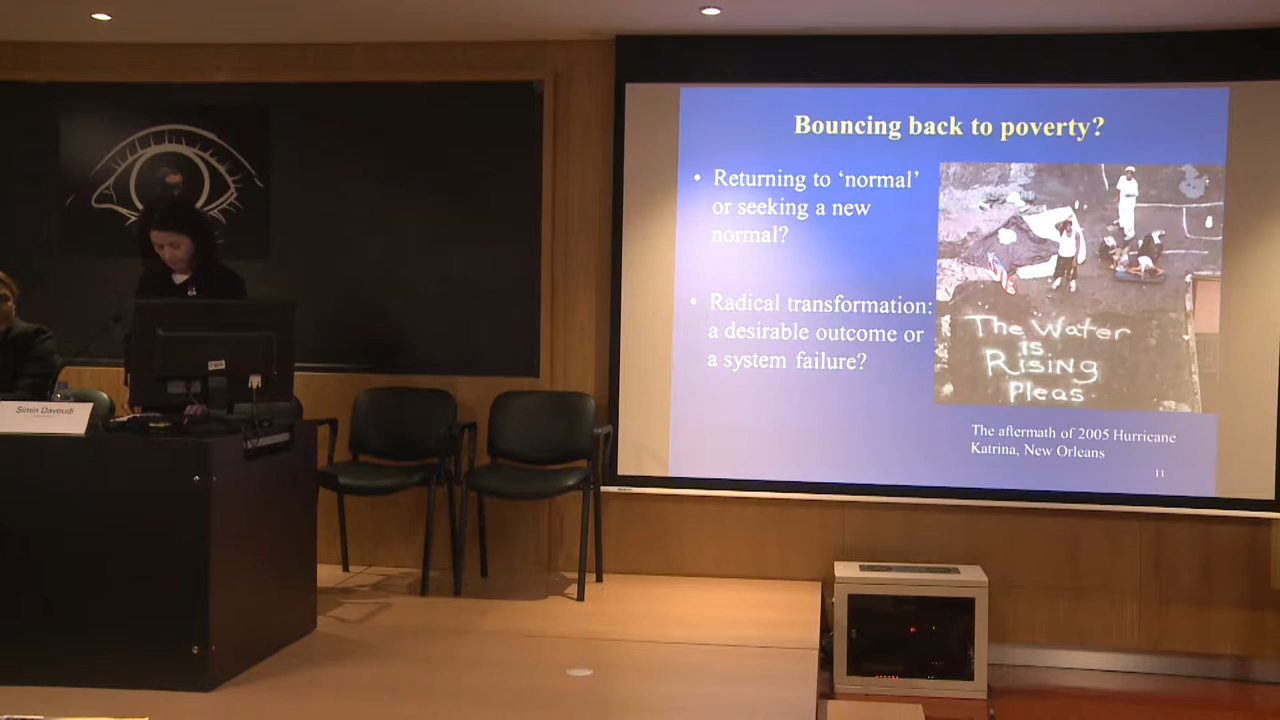 Bouncing back to poverty?
• Returning to ‘normal’
or seeking a new
normal?
• Radical transformation:
a desirable outcome or
a system failure?
The Water
is
Rising
Pleas
The aftermath of 2005 Hurricane
Katrina, New Orleans
11
Simin Davoudi